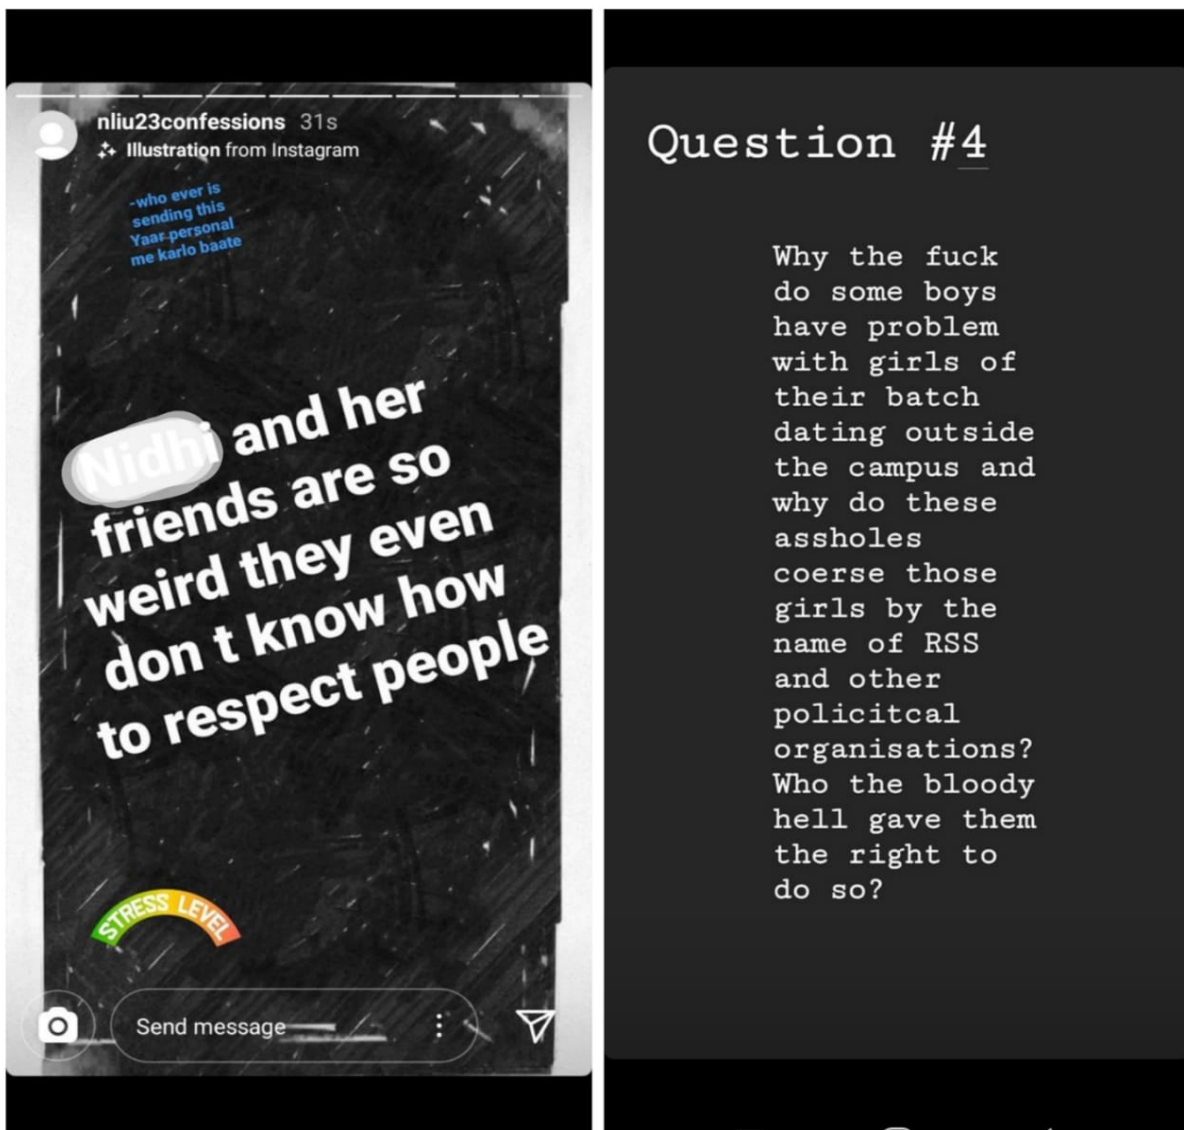 nliu23confessions 31s
Illustration from Instagram
-who ever is
sending this
Yaar personal
me karlo baate
and her
friends are so
weird they even
don t know how
to respect people
STRESS LEVEL
Send message
Question #4
Why the fuck
do some boys
have problem
with girls of
their batch
dating outside
the campus and
why do these
assholes
coerse those
girls by the
name of RSS
and other
policitcal
organisations?
Who the bloody
hell gave them
the right to
do so?